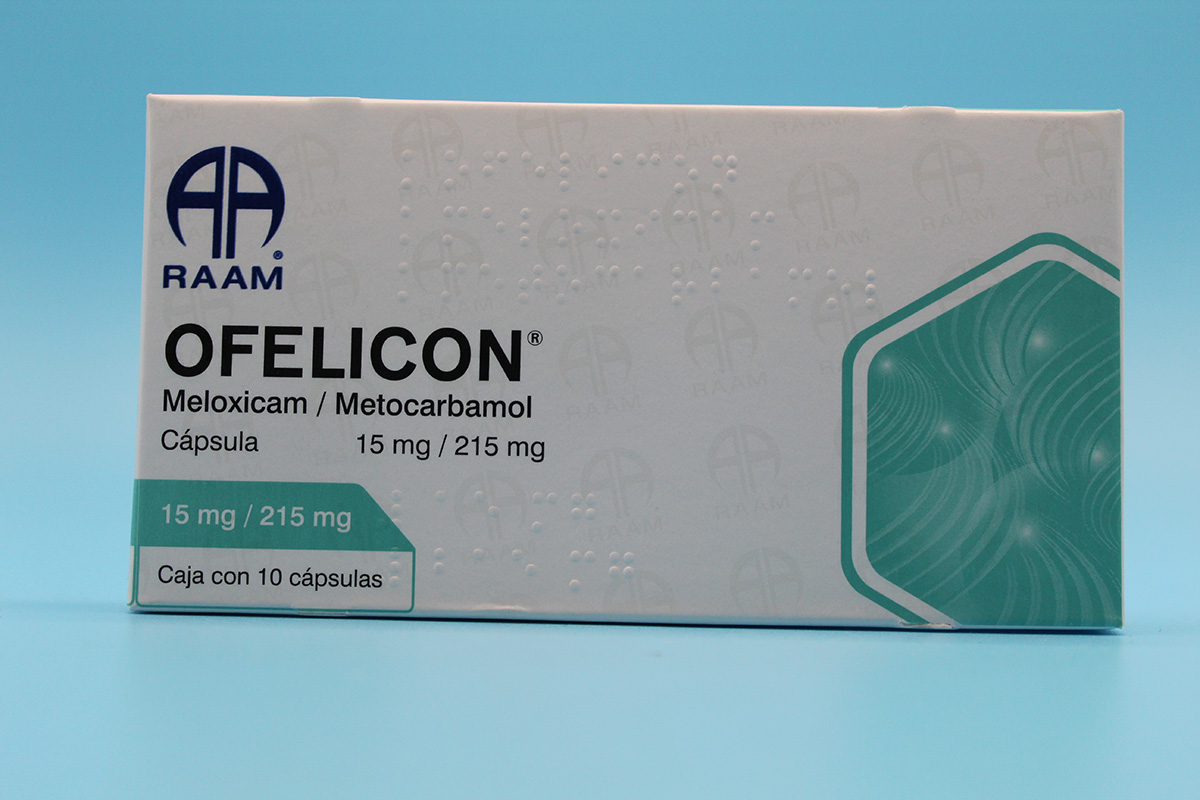 RAAM®
OFELICON®
Meloxicam / Metocarbamol
Cápsula 15 mg / 215 mg
15 mg / 215 mg
Caja con 10 cápsulas